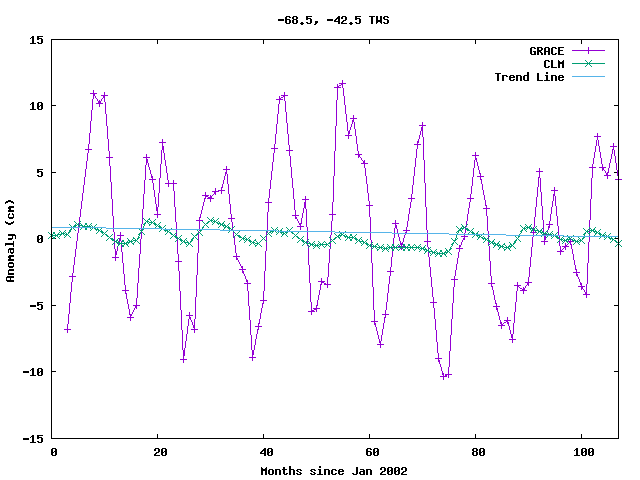 -68.5, -42.5 TWS
GRACE
CLM
Trend Line
15
10
5
0
-5
-10
-15
Anomaly (cm)
0 20 40 60 80 100
Months since Jan 2002